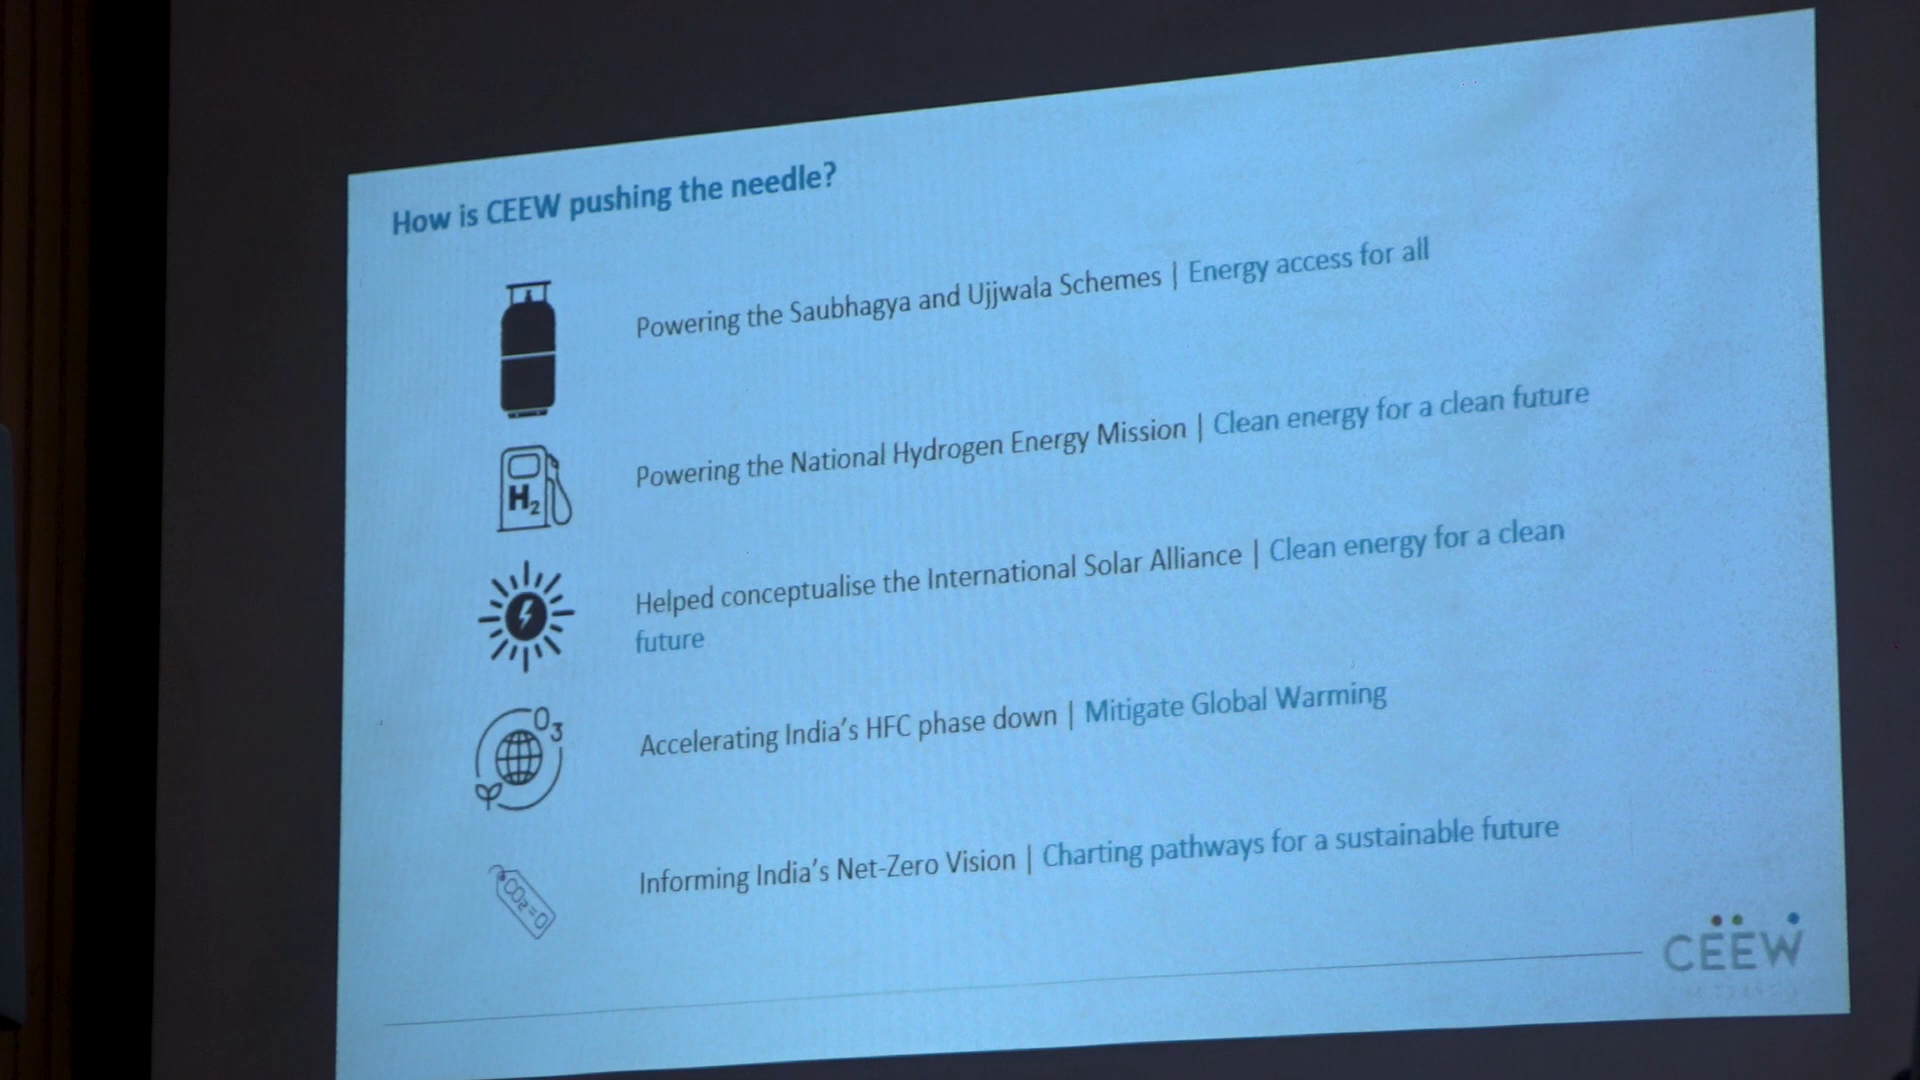 How is CEEW pushing the needle?
Powering the Saubhagya and Ujjwala Schemes | Energy access for all
H₂
Powering the National Hydrogen Energy Mission | Clean energy for a clean future
Helped conceptualise the International Solar Alliance | Clean energy for a clean
future
O₃
Accelerating India's HFC phase down | Mitigate Global Warming
CO₂=0
Informing India's Net-Zero Vision | Charting pathways for a sustainable future
CEEW